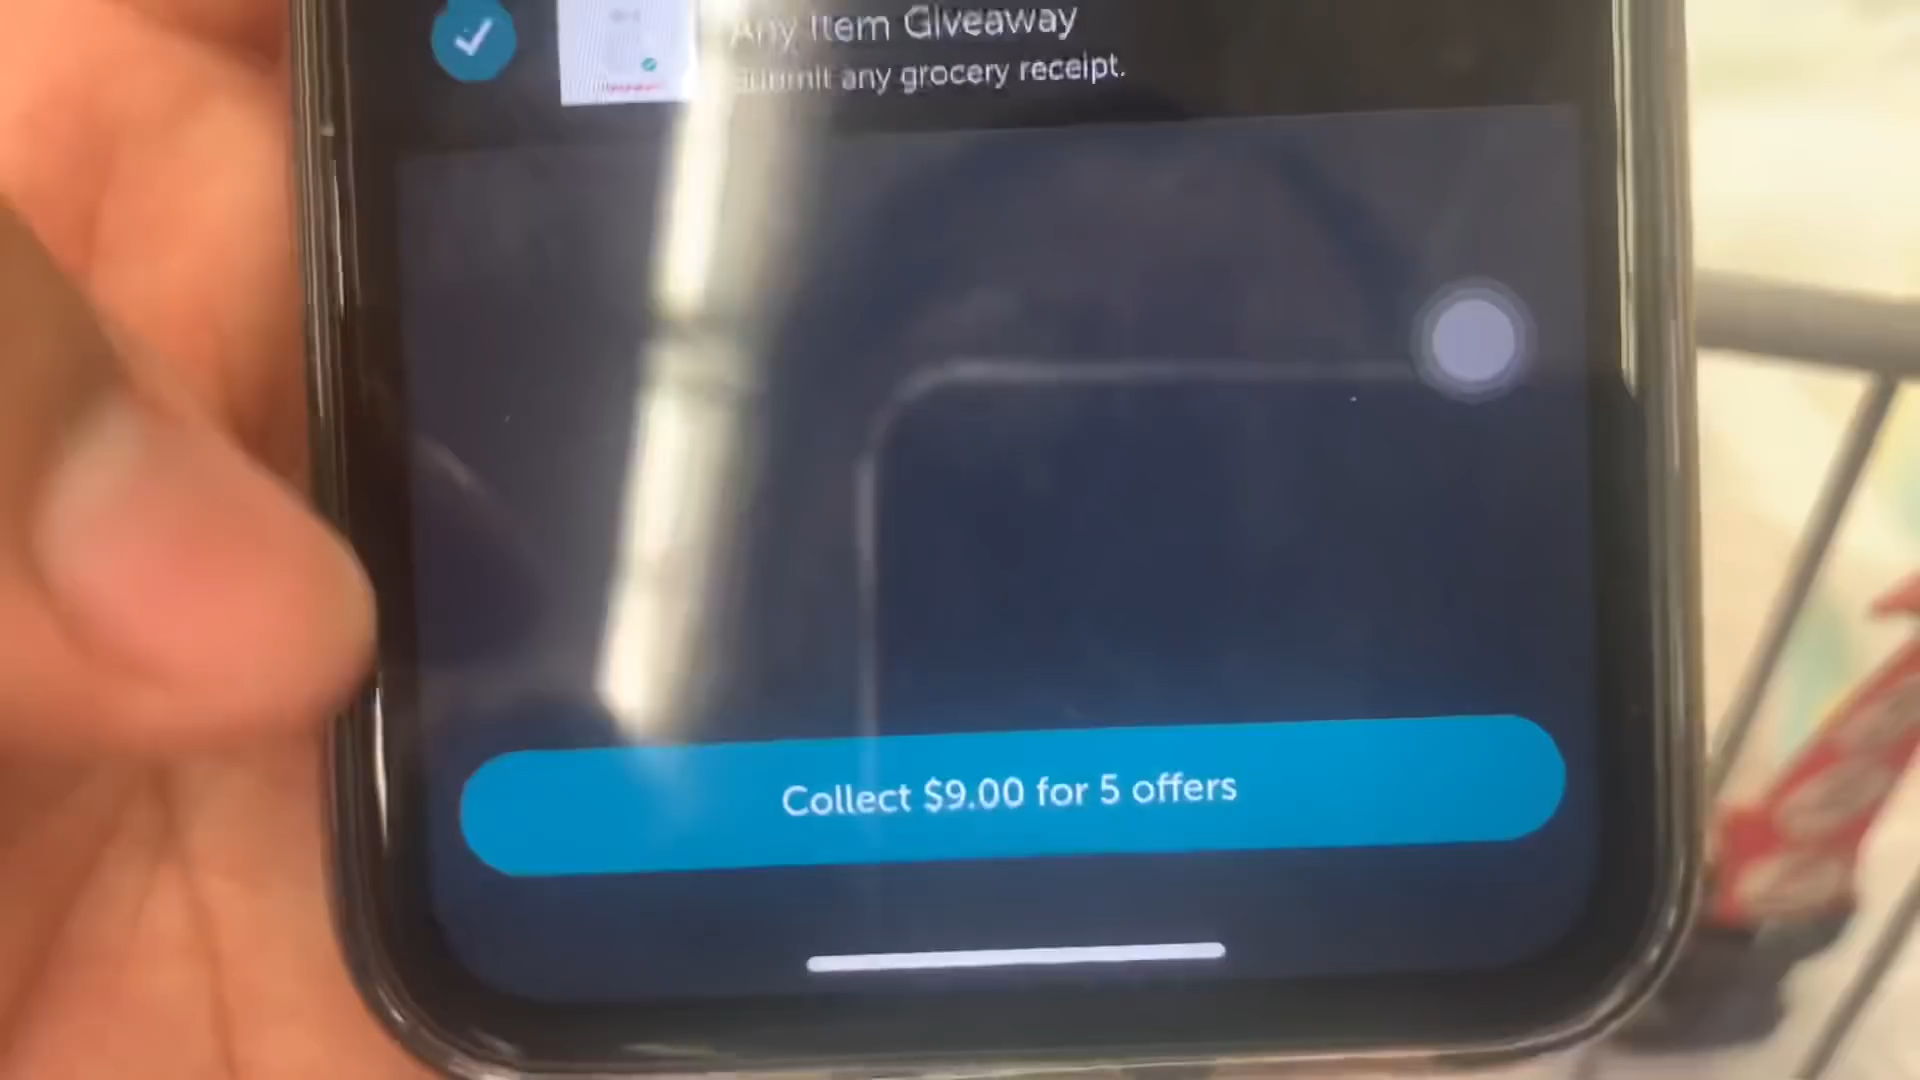 Any Item Giveaway
Submit any grocery receipt.
Collect $9.00 for 5 offers